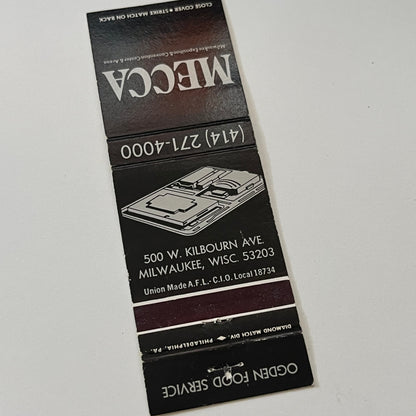 CLOSE COVER ★ STRIKE MATCH ON BACK
MECCA
Milwaukee Exposition & Convention Center & Arena
(414) 271-4000
500 W. KILBOURN AVE.
MILWAUKEE, WISC. 53203
Union Made A.F.L.-C.I.O. Local 18734
DIAMOND MATCH DIV. ◆ PHILADELPHIA, PA.
OGDEN FOOD SERVICE